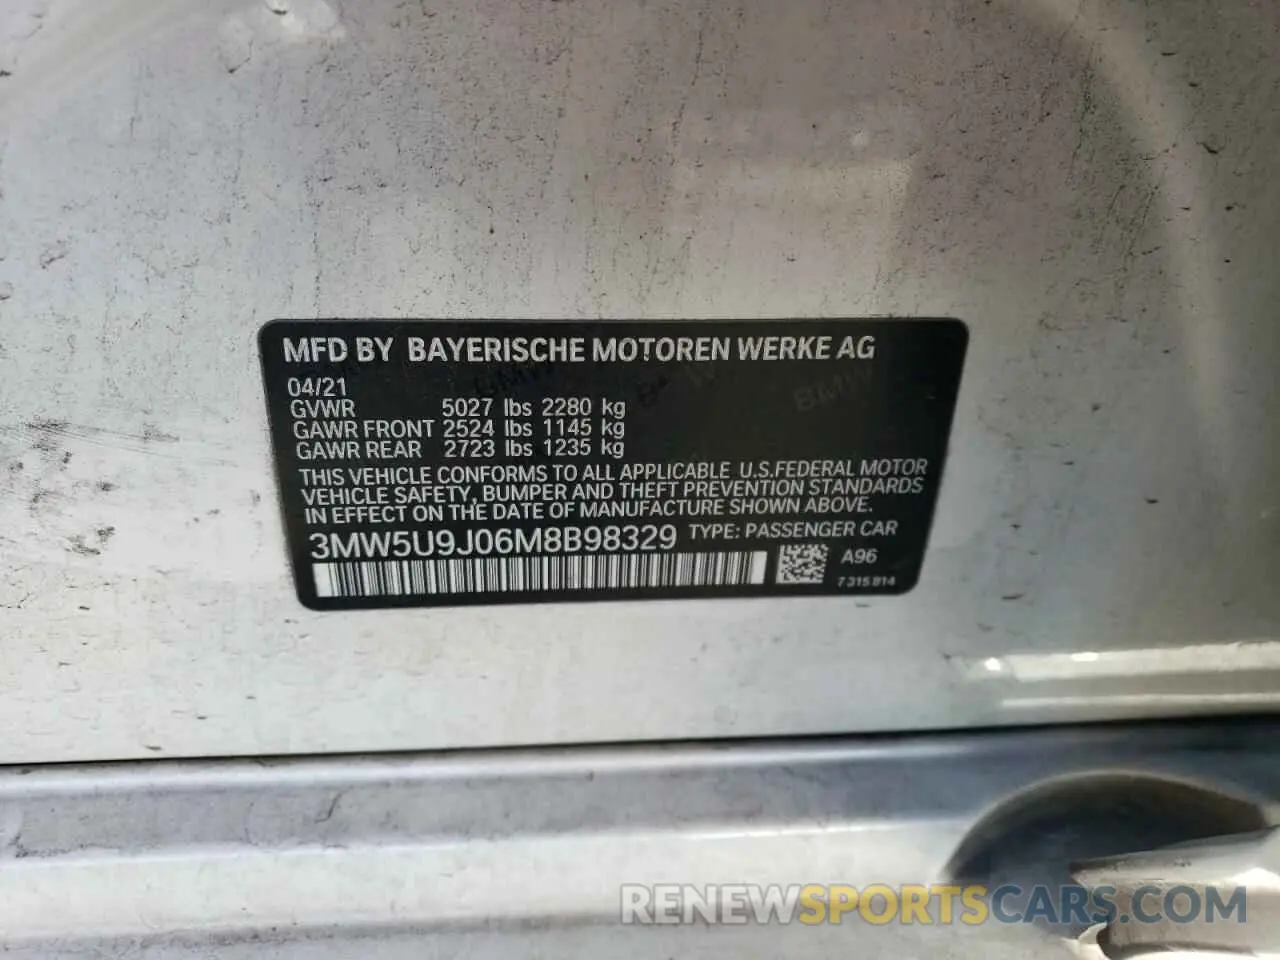 MFD BY BAYERISCHE MOTOREN WERKE AG
04/21
GVWR 5027 lbs 2280 kg
GAWR FRONT 2524 lbs 1145 kg
GAWR REAR 2723 lbs 1235 kg
THIS VEHICLE CONFORMS TO ALL APPLICABLE U.S.FEDERAL MOTOR
VEHICLE SAFETY, BUMPER AND THEFT PREVENTION STANDARDS
IN EFFECT ON THE DATE OF MANUFACTURE SHOWN ABOVE.
3MW5U9J06M8B98329 TYPE: PASSENGER CAR
A96
7 315 814
RENEWSPORTSCARS.COM